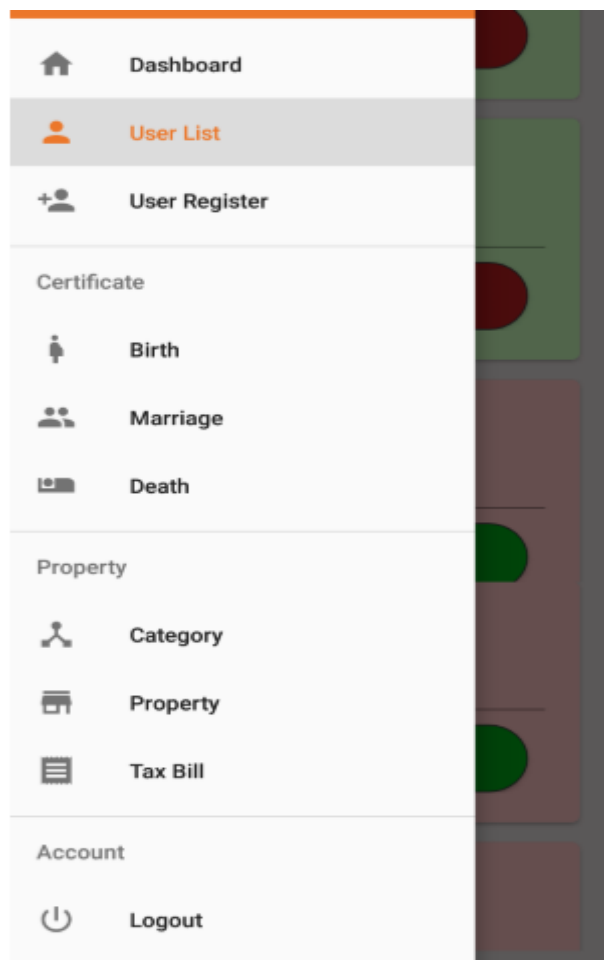 Dashboard
User List
User Register
Certificate
Birth
Marriage
Death
Property
Category
Property
Tax Bill
Account
Logout